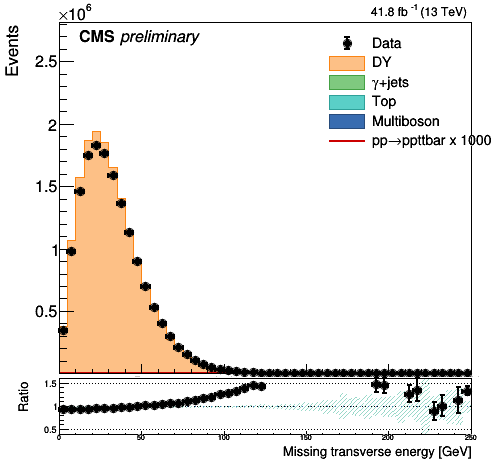 ×10⁶
41.8 fb⁻¹ (13 TeV)
CMS preliminary
Events
2.5
2
1.5
1
0.5
Data
DY
γ+jets
Top
Multiboson
pp→ppttbar x 1000
Ratio
1.5
1
0.5
0 50 100 150 200 250
Missing transverse energy [GeV]